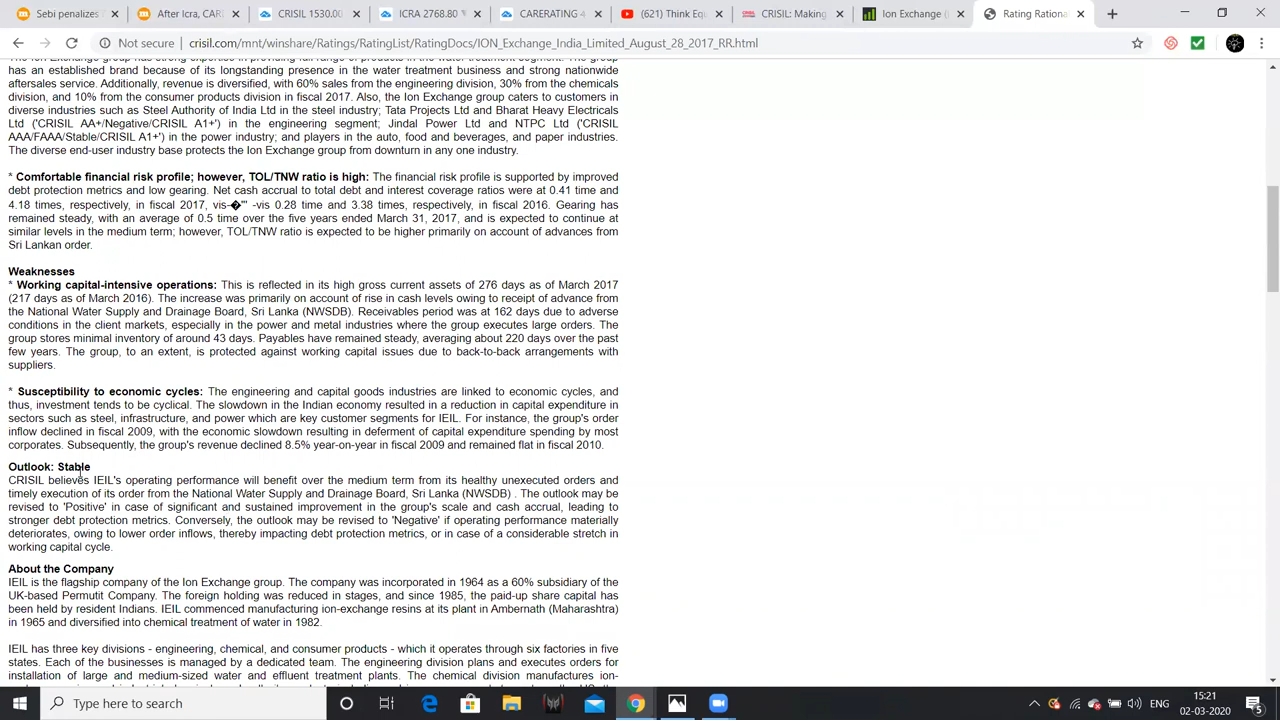 Sebi penalizes 7
After Icra, CAR
CRISIL 1530.00
ICRA 2768.80
CARERATING 4
(621) Think Equ
CRISIL: Making
Ion Exchange (
Rating Rationa
Not secure | crisil.com/mnt/winshare/Ratings/RatingList/RatingDocs/ION_Exchange_India_Limited_August_28_2017_RR.html
The Ion Exchange group has strong expertise in providing full range of products in the water treatment segment. The group
has an established brand because of its longstanding presence in the water treatment business and strong nationwide
aftersales service. Additionally, revenue is diversified, with 60% sales from the engineering division, 30% from the chemicals
division, and 10% from the consumer products division in fiscal 2017. Also, the Ion Exchange group caters to customers in
diverse industries such as Steel Authority of India Ltd in the steel industry; Tata Projects Ltd and Bharat Heavy Electricals
Ltd ('CRISIL AA+/Negative/CRISIL A1+') in the engineering segment; Jindal Power Ltd and NTPC Ltd ('CRISIL
AAA/FAAA/Stable/CRISIL A1+') in the power industry; and players in the auto, food and beverages, and paper industries.
The diverse end-user industry base protects the Ion Exchange group from downturn in any one industry.
* Comfortable financial risk profile; however, TOL/TNW ratio is high: The financial risk profile is supported by improved
debt protection metrics and low gearing. Net cash accrual to total debt and interest coverage ratios were at 0.41 time and
4.18 times, respectively, in fiscal 2017, vis-�"' -vis 0.28 time and 3.38 times, respectively, in fiscal 2016. Gearing has
remained steady, with an average of 0.5 time over the five years ended March 31, 2017, and is expected to continue at
similar levels in the medium term; however, TOL/TNW ratio is expected to be higher primarily on account of advances from
Sri Lankan order.
Weaknesses
* Working capital-intensive operations: This is reflected in its high gross current assets of 276 days as of March 2017
(217 days as of March 2016). The increase was primarily on account of rise in cash levels owing to receipt of advance from
the National Water Supply and Drainage Board, Sri Lanka (NWSDB). Receivables period was at 162 days due to adverse
conditions in the client markets, especially in the power and metal industries where the group executes large orders. The
group stores minimal inventory of around 43 days. Payables have remained steady, averaging about 220 days over the past
few years. The group, to an extent, is protected against working capital issues due to back-to-back arrangements with
suppliers.
* Susceptibility to economic cycles: The engineering and capital goods industries are linked to economic cycles, and
thus, investment tends to be cyclical. The slowdown in the Indian economy resulted in a reduction in capital expenditure in
sectors such as steel, infrastructure, and power which are key customer segments for IEIL. For instance, the group's order
inflow declined in fiscal 2009, with the economic slowdown resulting in deferment of capital expenditure spending by most
corporates. Subsequently, the group's revenue declined 8.5% year-on-year in fiscal 2009 and remained flat in fiscal 2010.
Outlook: Stable
CRISIL believes IEIL's operating performance will benefit over the medium term from its healthy unexecuted orders and
timely execution of its order from the National Water Supply and Drainage Board, Sri Lanka (NWSDB) . The outlook may be
revised to 'Positive' in case of significant and sustained improvement in the group's scale and cash accrual, leading to
stronger debt protection metrics. Conversely, the outlook may be revised to 'Negative' if operating performance materially
deteriorates, owing to lower order inflows, thereby impacting debt protection metrics, or in case of a considerable stretch in
working capital cycle.
About the Company
IEIL is the flagship company of the Ion Exchange group. The company was incorporated in 1964 as a 60% subsidiary of the
UK-based Permutit Company. The foreign holding was reduced in stages, and since 1985, the paid-up share capital has
been held by resident Indians. IEIL commenced manufacturing ion-exchange resins at its plant in Ambernath (Maharashtra)
in 1965 and diversified into chemical treatment of water in 1982.
IEIL has three key divisions - engineering, chemical, and consumer products - which it operates through six factories in five
states. Each of the businesses is managed by a dedicated team. The engineering division plans and executes orders for
installation of large and medium-sized water and effluent treatment plants. The chemical division manufactures ion-
Type here to search
ENG
15:21
02-03-2020
5